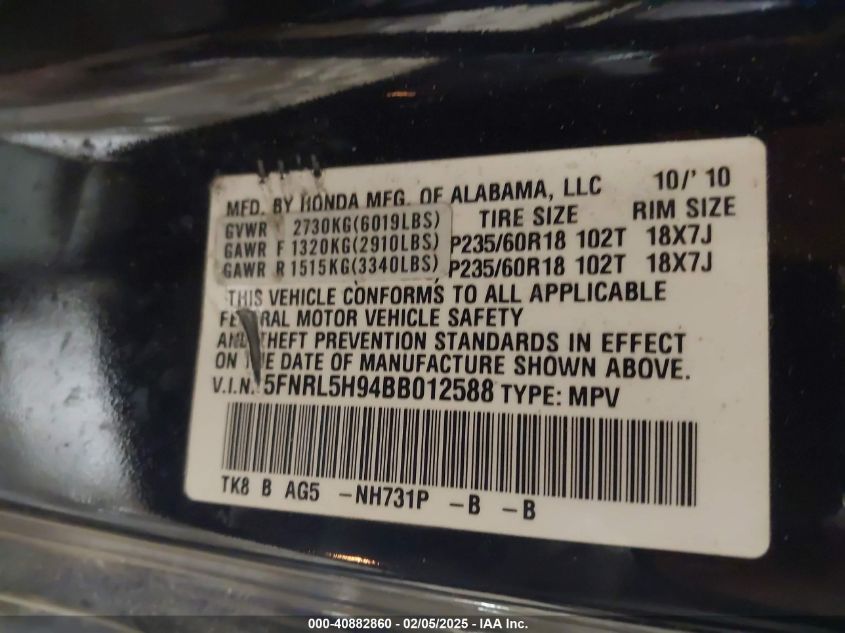 MFD. BY HONDA MFG. OF ALABAMA, LLC 10/'10
GVWR 2730KG(6019LBS) TIRE SIZE RIM SIZE
GAWR F 1320KG(2910LBS) P235/60R18 102T 18X7J
GAWR R 1515KG(3340LBS) P235/60R18 102T 18X7J
THIS VEHICLE CONFORMS TO ALL APPLICABLE
FEDERAL MOTOR VEHICLE SAFETY
AND THEFT PREVENTION STANDARDS IN EFFECT
ON THE DATE OF MANUFACTURE SHOWN ABOVE.
V.I.N. 5FNRL5H94BB012588 TYPE: MPV
TK8 B AG5 -NH731P -B -B
000-40882860 - 02/05/2025 - IAA Inc.